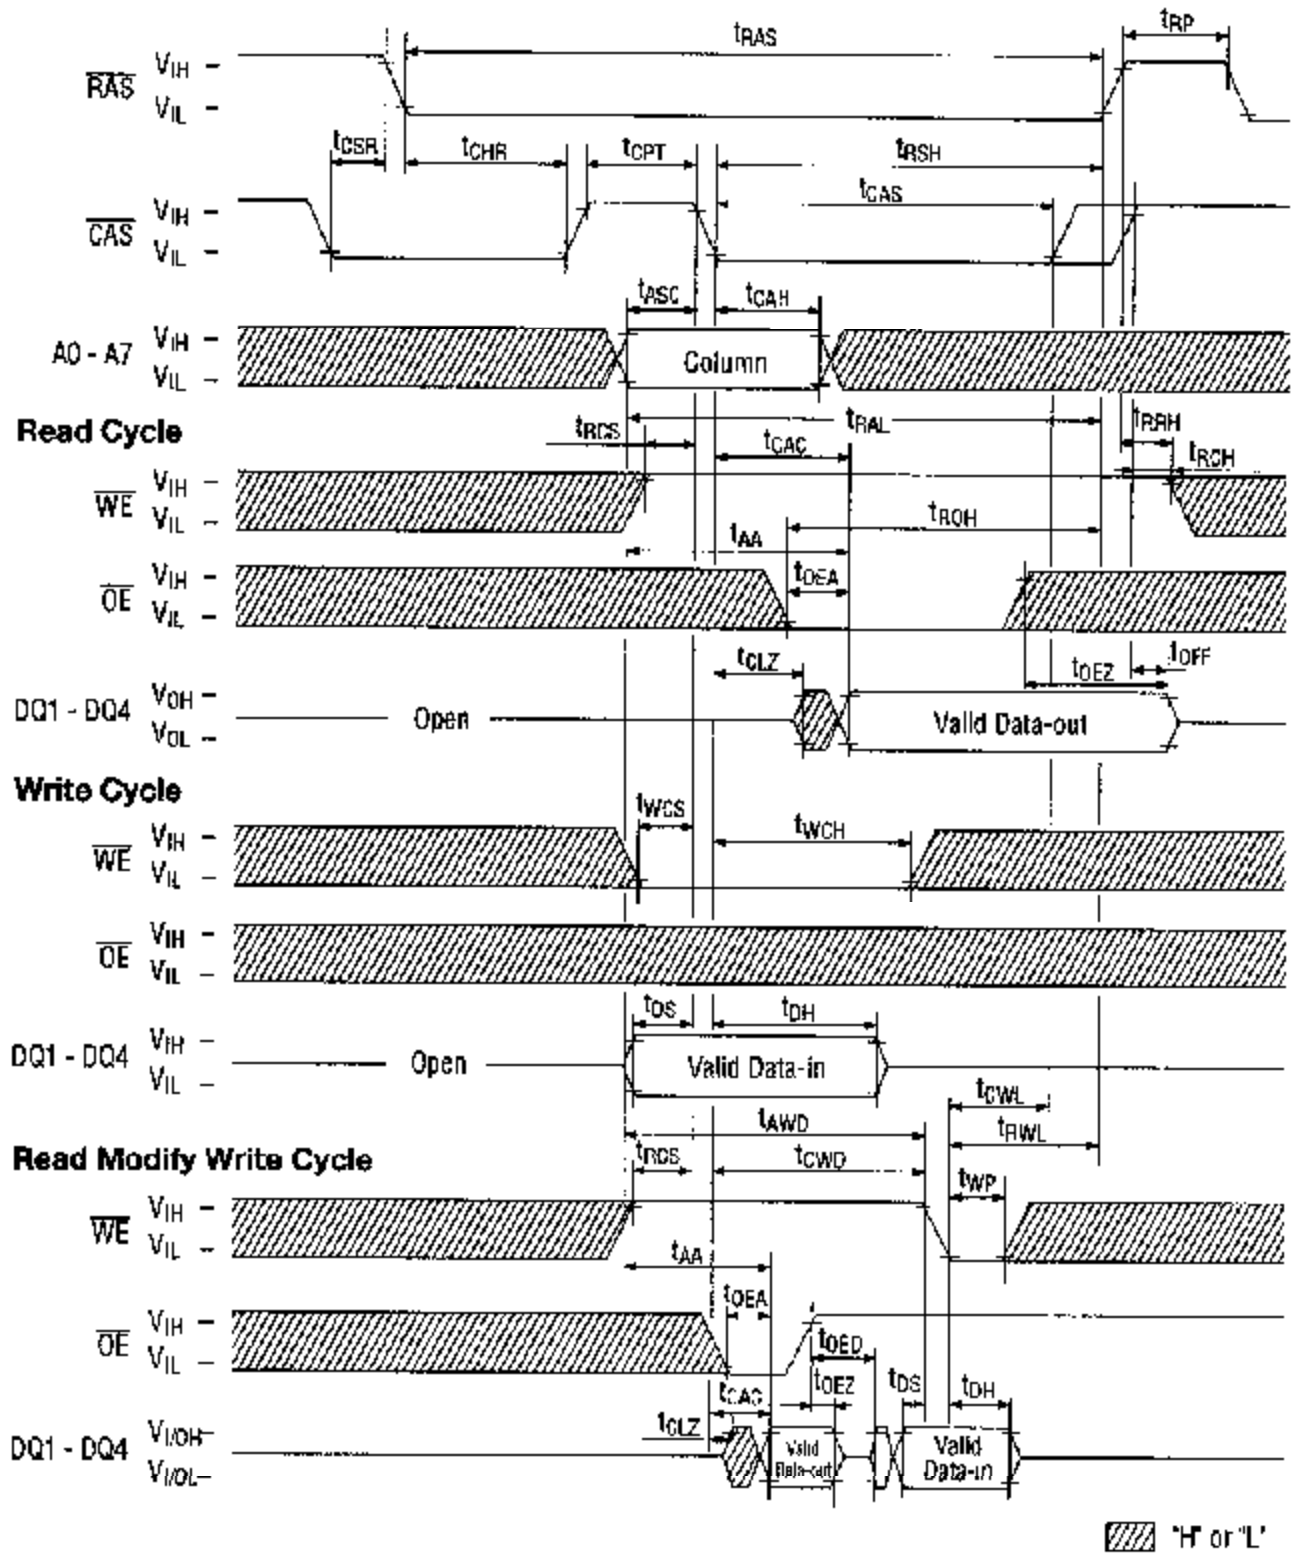 tRAS
tRP
RAS VIH –
VIL –
tCSR tCHR tCPT tRSH
tCAS
CAS VIH –
VIL –
tASC tCAH
A0 - A7 VIH –
VIL –
Column
Read Cycle
tRAL
tRCS tCAC tRRH
tRCH
WE VIH –
VIL –
tROH
tAA
OE VIH –
VIL –
tOEA
tCLZ tOEZ tOFF
DQ1 - DQ4 VOH –
VOL –
Open Valid Data-out
Write Cycle
tWCS tWCH
WE VIH –
VIL –
OE VIH –
VIL –
tDS tDH
DQ1 - DQ4 VIH –
VIL –
Open Valid Data-in
tCWL
tAWD tRWL
Read Modify Write Cycle
tRCS tCWD tWP
WE VIH –
VIL –
tAA
tOEA
OE VIH –
VIL –
tOED
tCAC tOEZ tDS tDH
tCLZ
DQ1 - DQ4 VI/OH–
VI/OL–
Valid Data-out
Valid Data-in
"H" or "L"